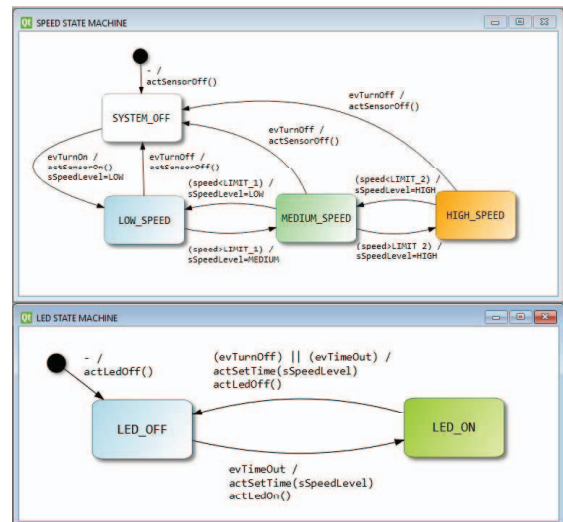 SPEED STATE MACHINE
- /
actSensorOff()
SYSTEM_OFF
evTurnOff /
actSensorOff()
evTurnOff /
actSensorOff()
evTurnOn /
actSensorOn()
sSpeedLevel=LOW
evTurnOff /
actSensorOff()
(speed<LIMIT_1) /
sSpeedLevel=LOW
(speed<LIMIT_2) /
sSpeedLevel=HIGH
LOW_SPEED
MEDIUM_SPEED
HIGH_SPEED
(speed>LIMIT_1) /
sSpeedLevel=MEDIUM
(speed>LIMIT 2) /
sSpeedLevel=HIGH
LED STATE MACHINE
- /
actLedOff()
(evTurnOff) || (evTimeOut) /
actSetTime(sSpeedLevel)
actLedOff()
LED_OFF
LED_ON
evTimeOut /
actSetTime(sSpeedLevel)
actLedOn()